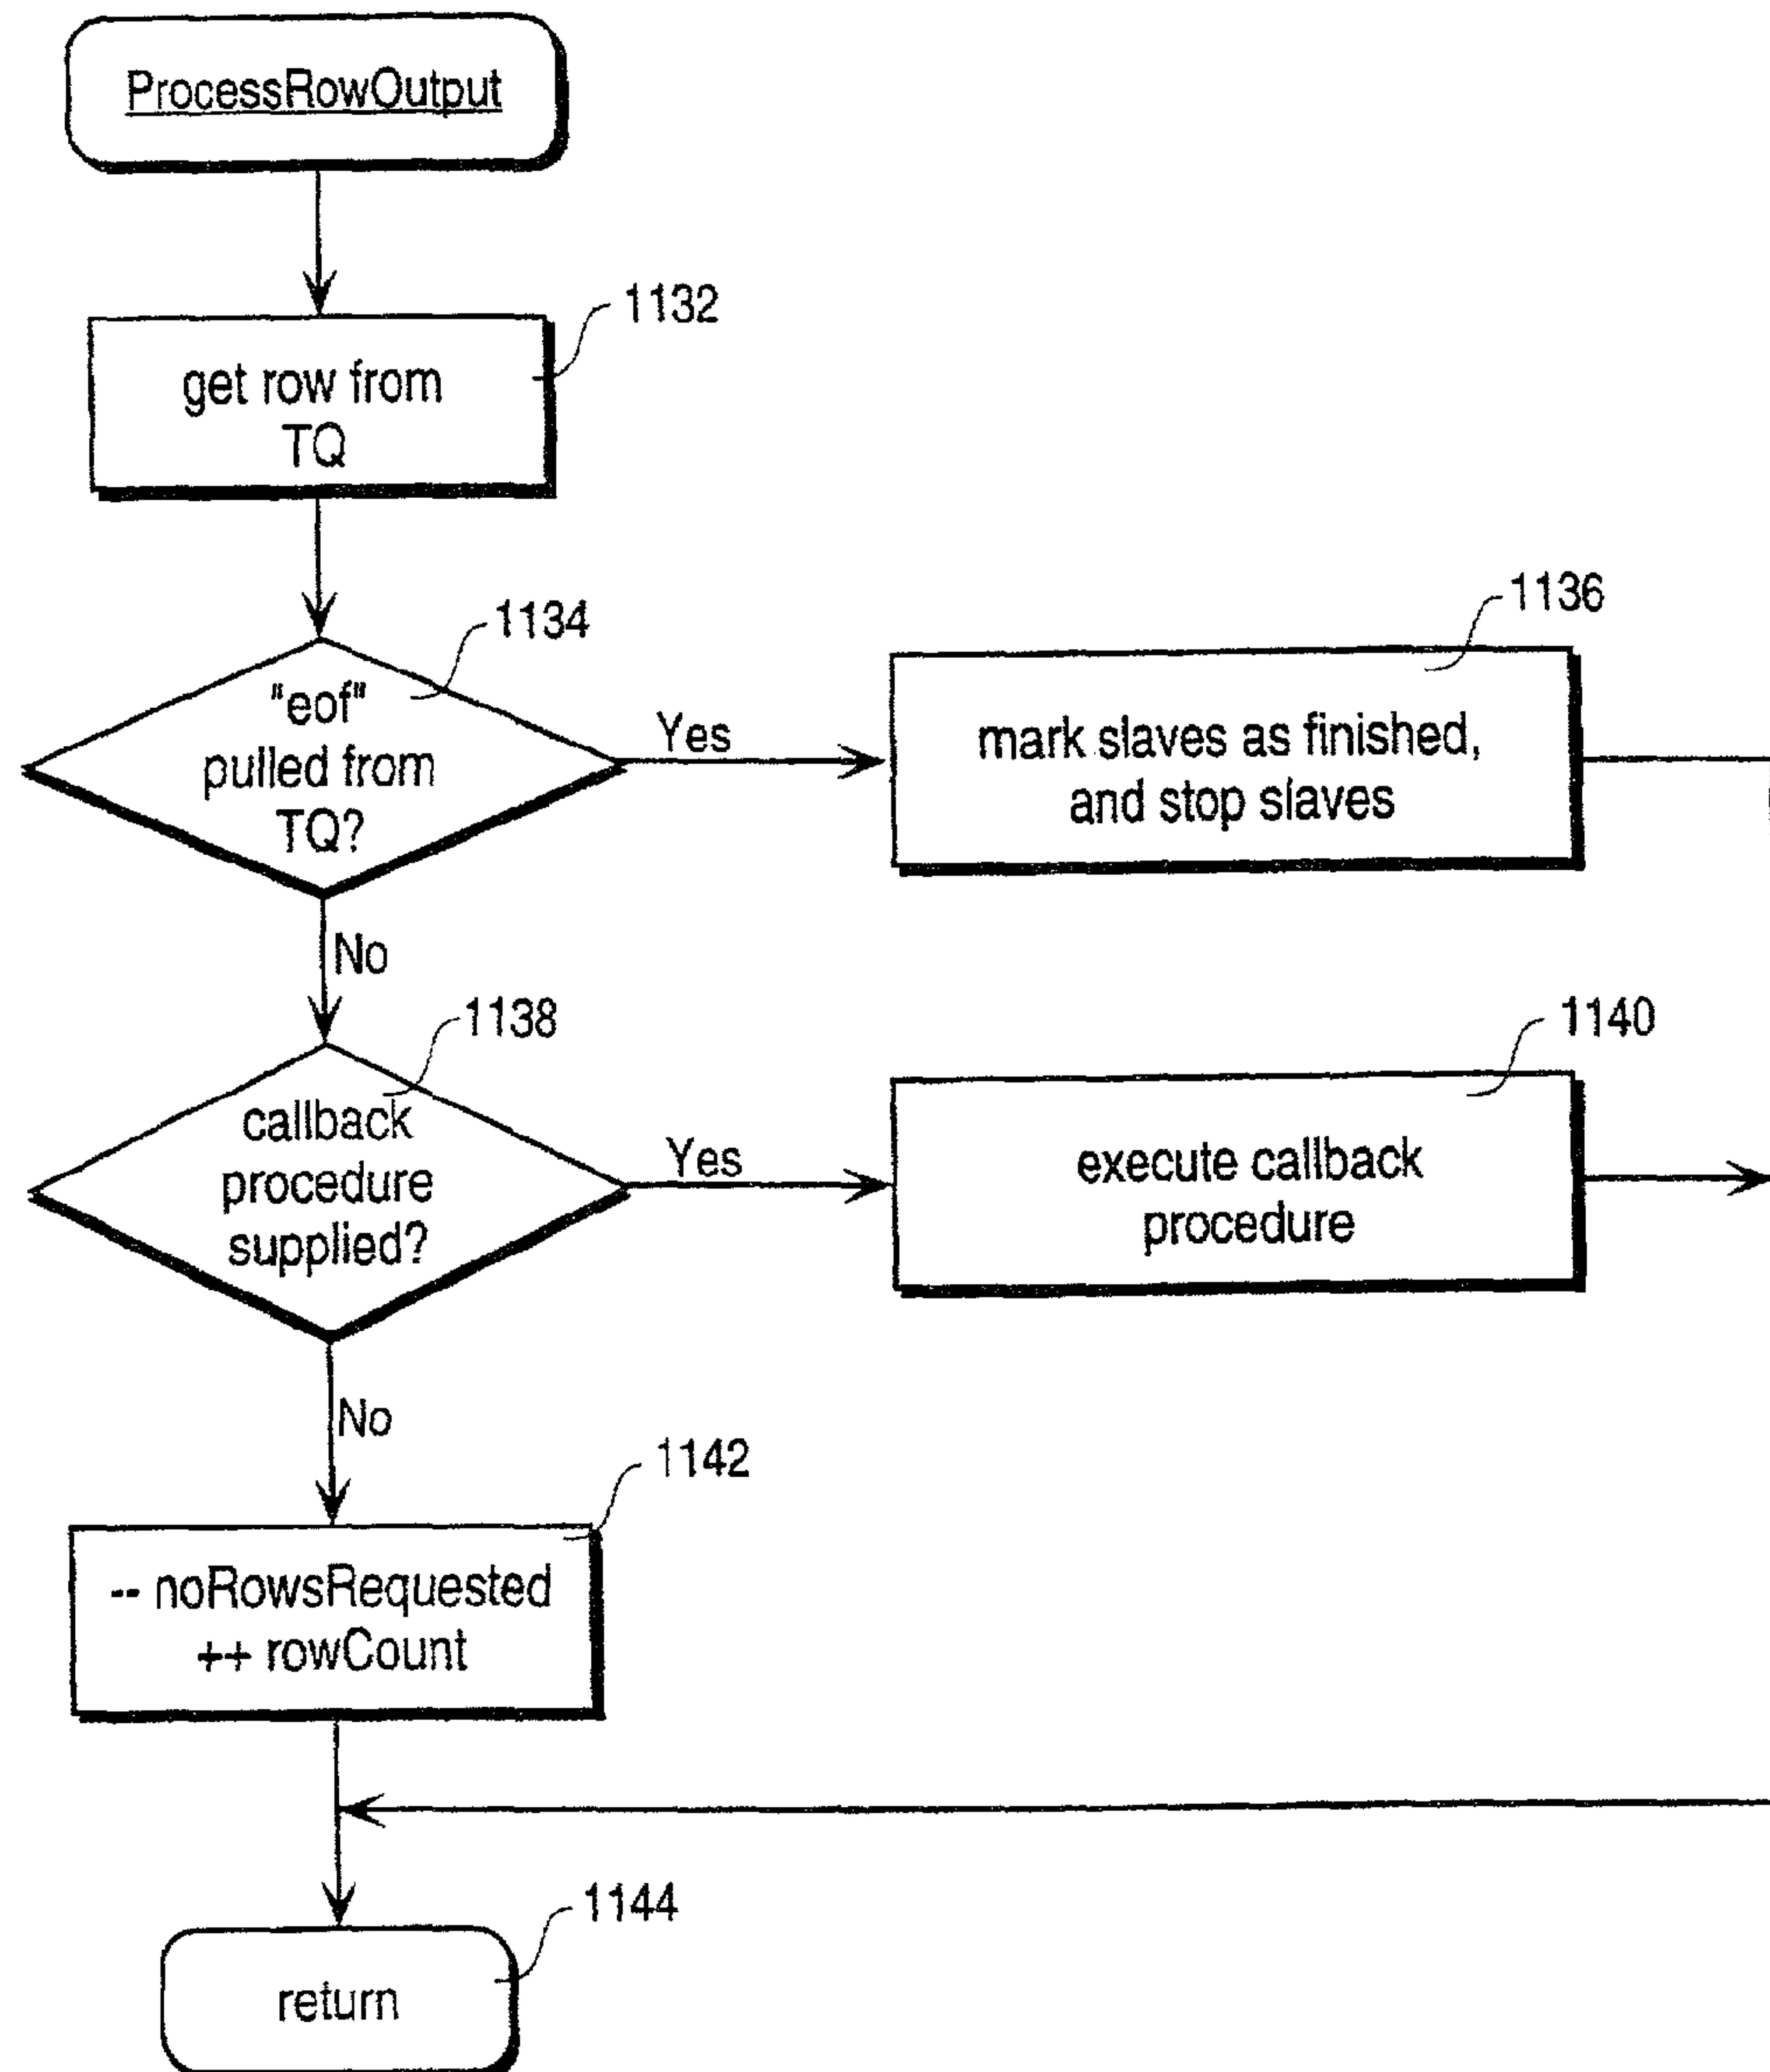 ProcessRowOutput
1132
get row from
TQ
1134
"eof"
pulled from
TQ?
Yes
1136
mark slaves as finished,
and stop slaves
No
1138
callback
procedure
supplied?
Yes
1140
execute callback
procedure
No
1142
-- noRowsRequested
++ rowCount
1144
return